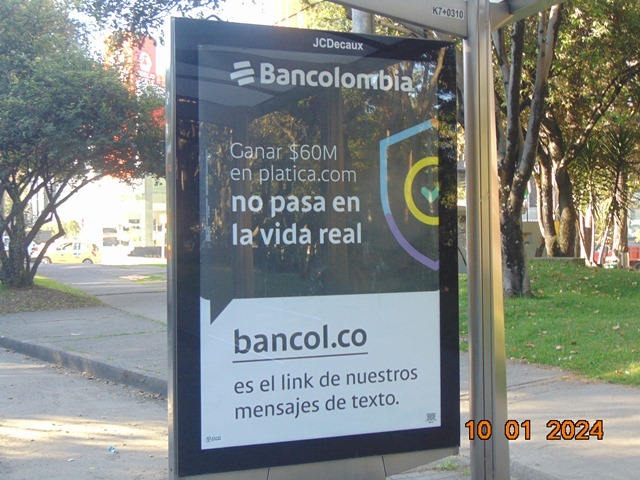 K7+0310
JCDecaux
Bancolombia
Ganar $60M
en platica.com
no pasa en
la vida real
bancol.co
es el link de nuestros
mensajes de texto.
10 01 2024